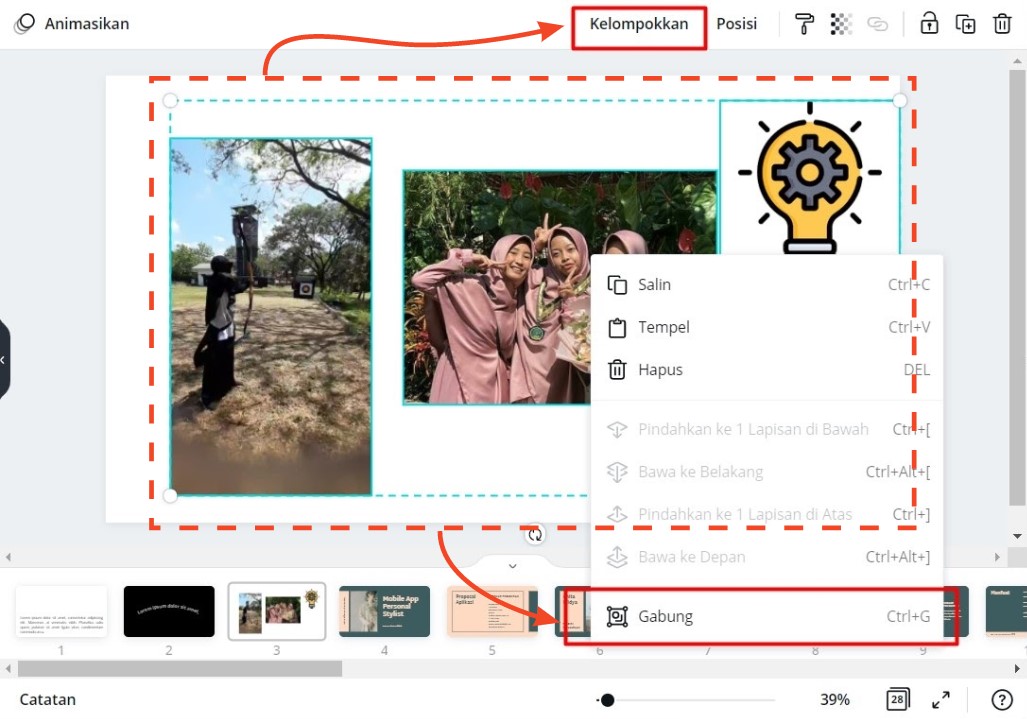 Animasikan
Kelompokkan
Posisi
Salin Ctrl+C
Tempel Ctrl+V
Hapus DEL
Pindahkan ke 1 Lapisan di Bawah Ctrl+[
Bawa ke Belakang Ctrl+Alt+[
Pindahkan ke 1 Lapisan di Atas Ctrl+]
Bawa ke Depan Ctrl+Alt+]
Gabung Ctrl+G
Lorem ipsum dolor sit amet,
Mobile App
Personal
Stylist
Proposal
Aplikasi
1 2 3 4 5 6 7 8 9
Catatan
39%
28
?